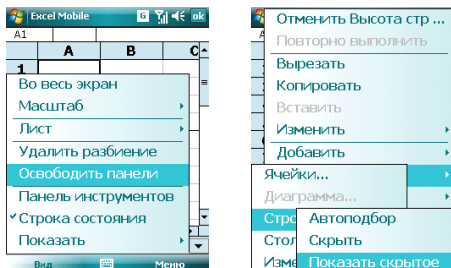 Excel Mobile G ok
A1
A B C
1
Во весь экран
Масштаб
Лист
Удалить разбиение
Освободить панели
Панель инструментов
Строка состояния
Показать
Вид Меню
Отменить Высота стр ...
Повторно выполнить
Вырезать
Копировать
Вставить
Изменить
Добавить
Ячейки...
Диаграмма...
Стро Автоподбор
Стол Скрыть
Изме Показать скрытое